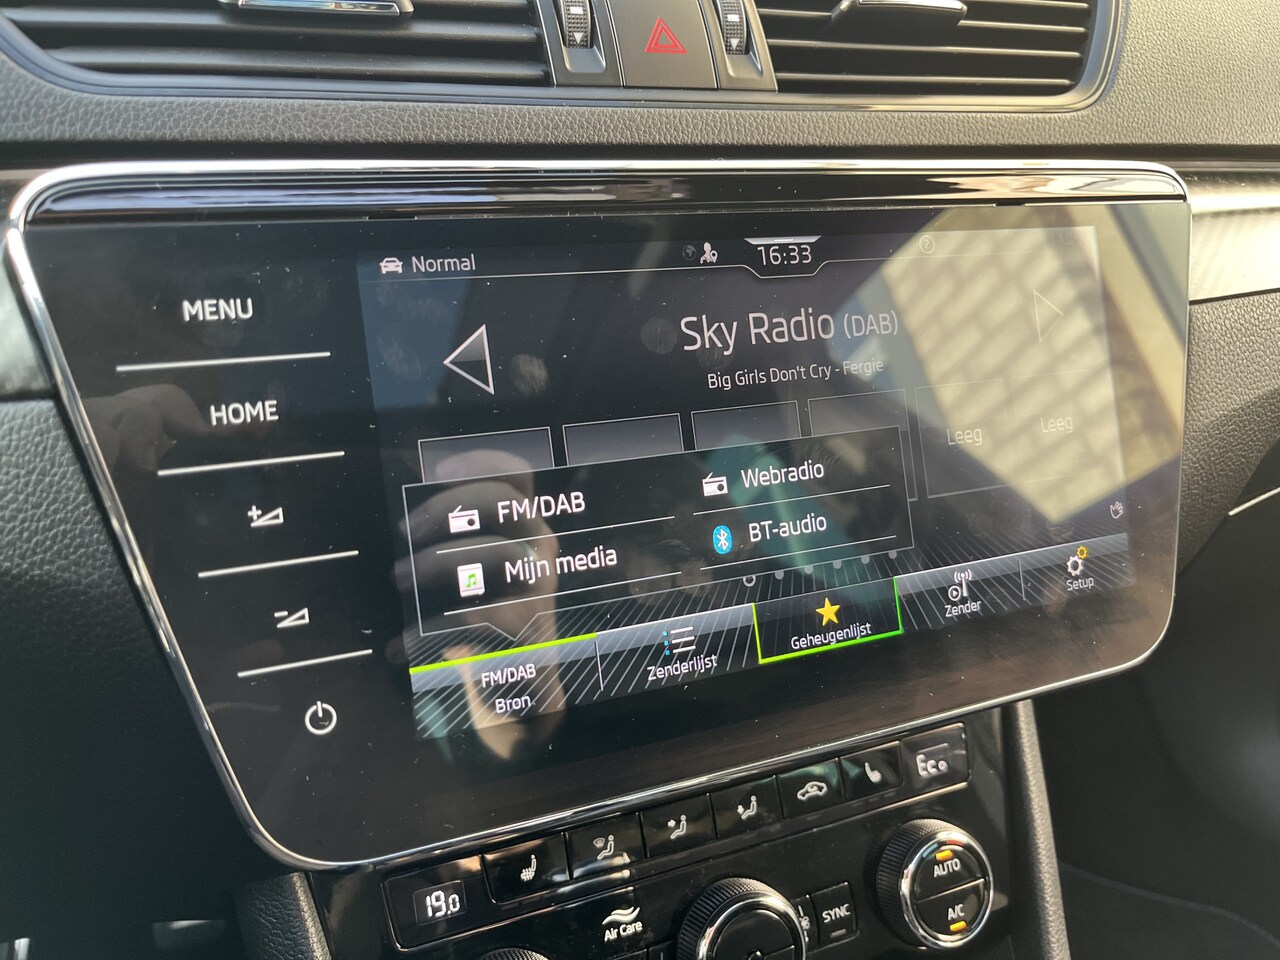 Normal
16:33
MENU
HOME
Sky Radio (DAB)
Big Girls Don't Cry - Fergie
Leeg
Leeg
FM/DAB
Webradio
Mijn media
BT-audio
FM/DAB
Bron
Zenderlijst
Geheugenlijst
Zender
Setup
19.0
Eco
Air Care
SYNC
AUTO
A/C